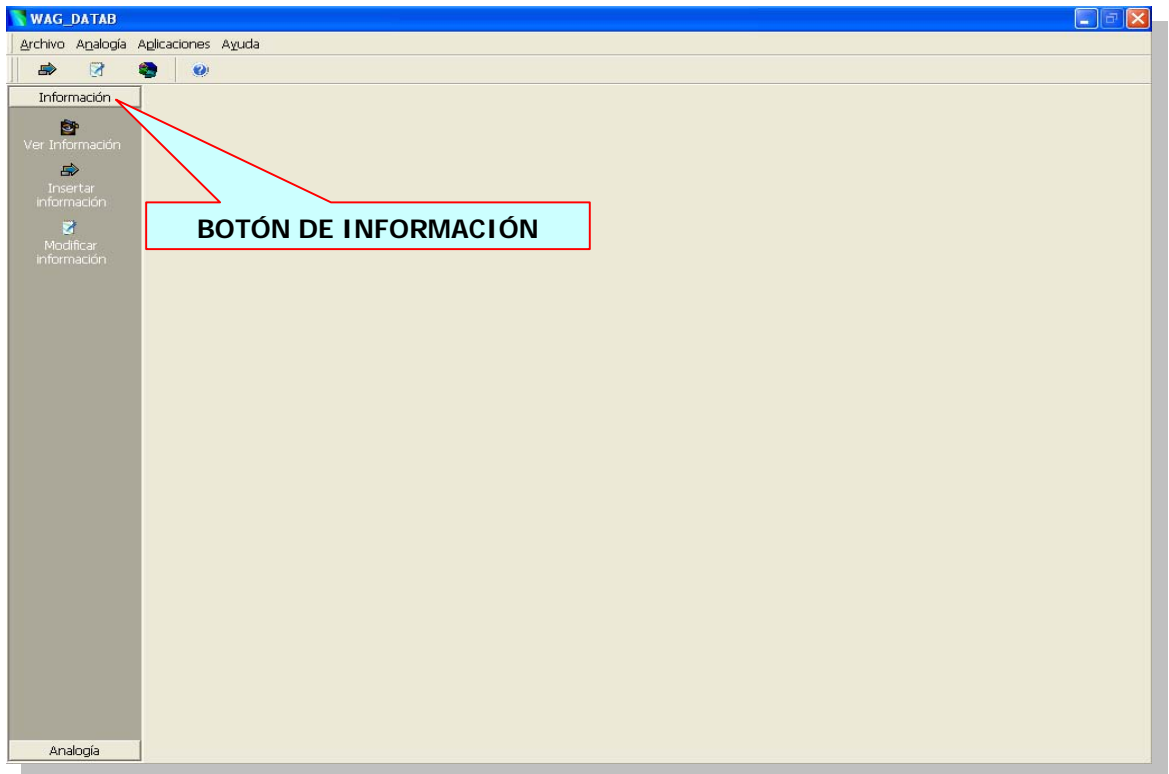 WAG_DATAB
Archivo Analogía Aplicaciones Ayuda
Información
Ver Información
Insertar
información
Modificar
información
BOTÓN DE INFORMACIÓN
Analogía